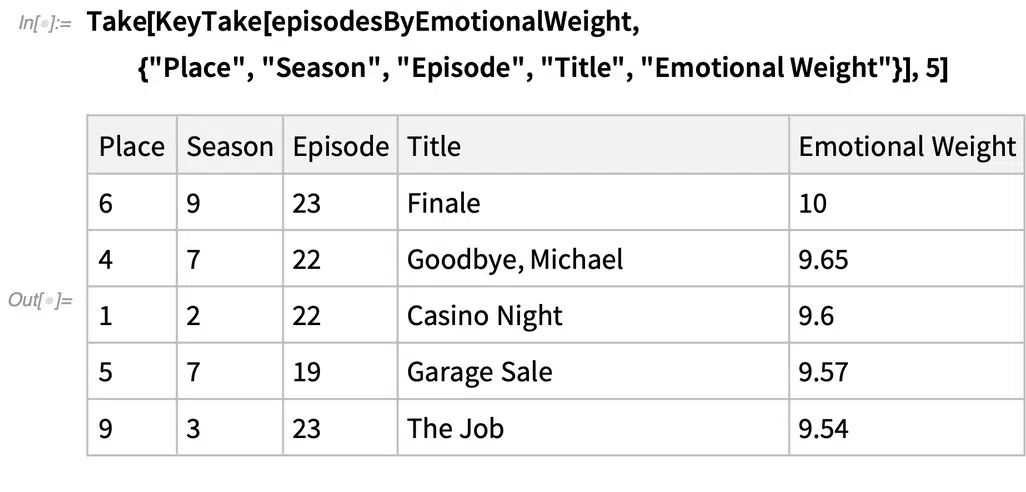 In[ ]:= Take[KeyTake[episodesByEmotionalWeight,
{"Place", "Season", "Episode", "Title", "Emotional Weight"}], 5]
Place Season Episode Title Emotional Weight
6 9 23 Finale 10
4 7 22 Goodbye, Michael 9.65
Out[ ]=
1 2 22 Casino Night 9.6
5 7 19 Garage Sale 9.57
9 3 23 The Job 9.54